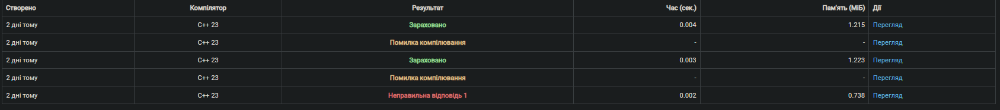 Створено Компілятор Результат Час (сек.) Пам'ять (МіБ) Дії
2 дні тому C++ 23 Зараховано 0.004 1.215 Перегляд
2 дні тому C++ 23 Помилка компілювання - - Перегляд
2 дні тому C++ 23 Зараховано 0.003 1.223 Перегляд
2 дні тому C++ 23 Помилка компілювання - - Перегляд
2 дні тому C++ 23 Неправильна відповідь 1 0.002 0.738 Перегляд